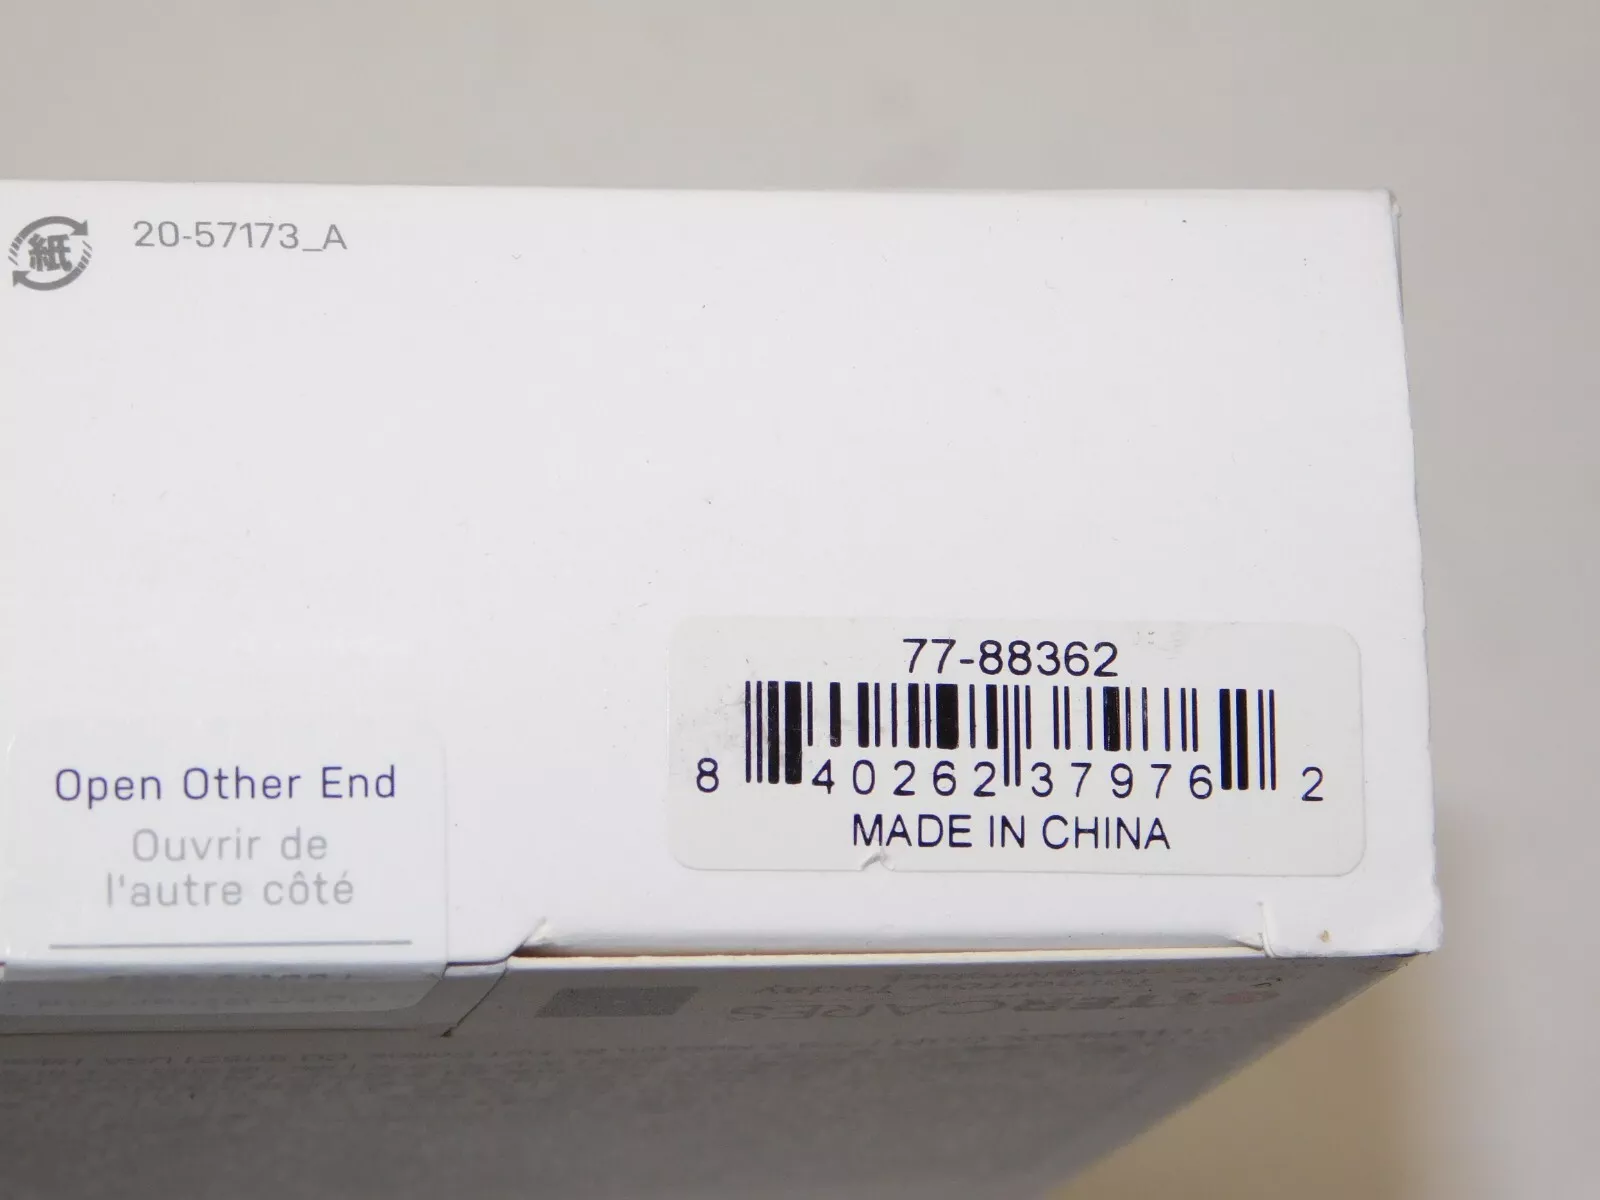 紙
20-57173_A
77-88362
8 40262 37976 2
MADE IN CHINA
Open Other End
Ouvrir de
l'autre côté
OTTERCARES